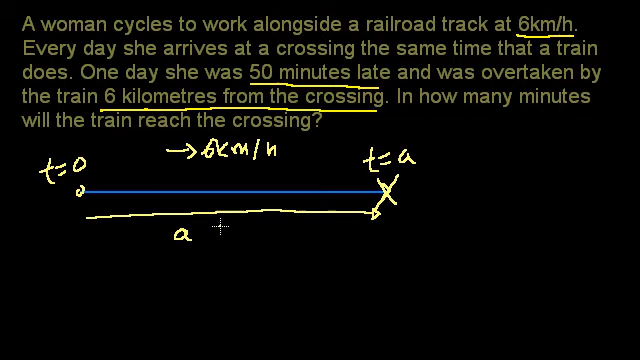 A woman cycles to work alongside a railroad track at 6km/h.
Every day she arrives at a crossing the same time that a train
does. One day she was 50 minutes late and was overtaken by
the train 6 kilometres from the crossing. In how many minutes
will the train reach the crossing?
t=0 → 6km/h t=a
a